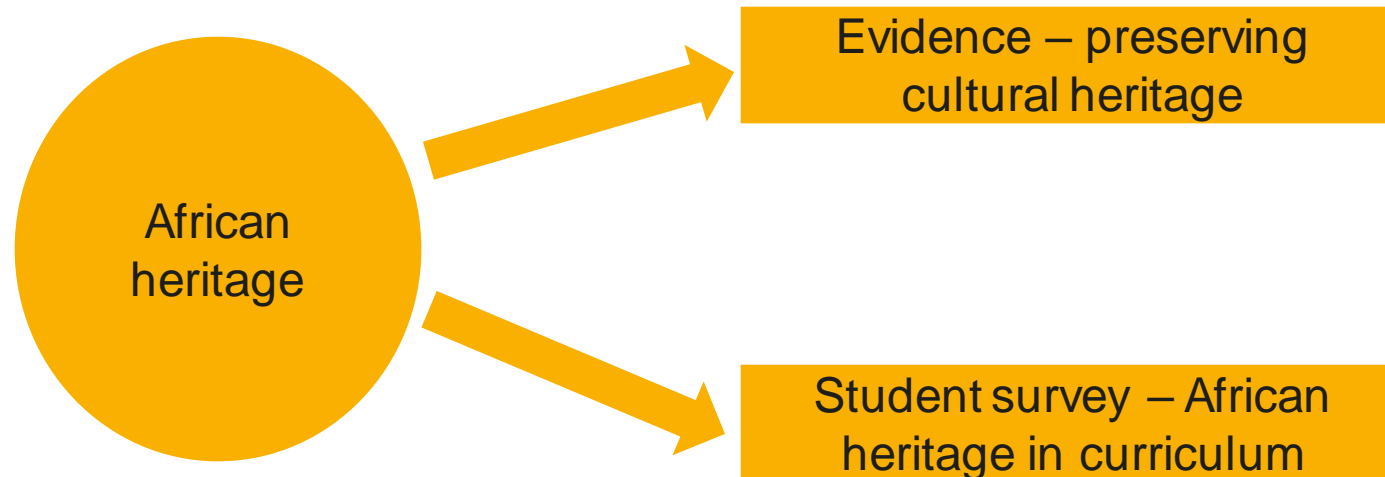 African
heritage
Evidence – preserving
cultural heritage
Student survey – African
heritage in curriculum